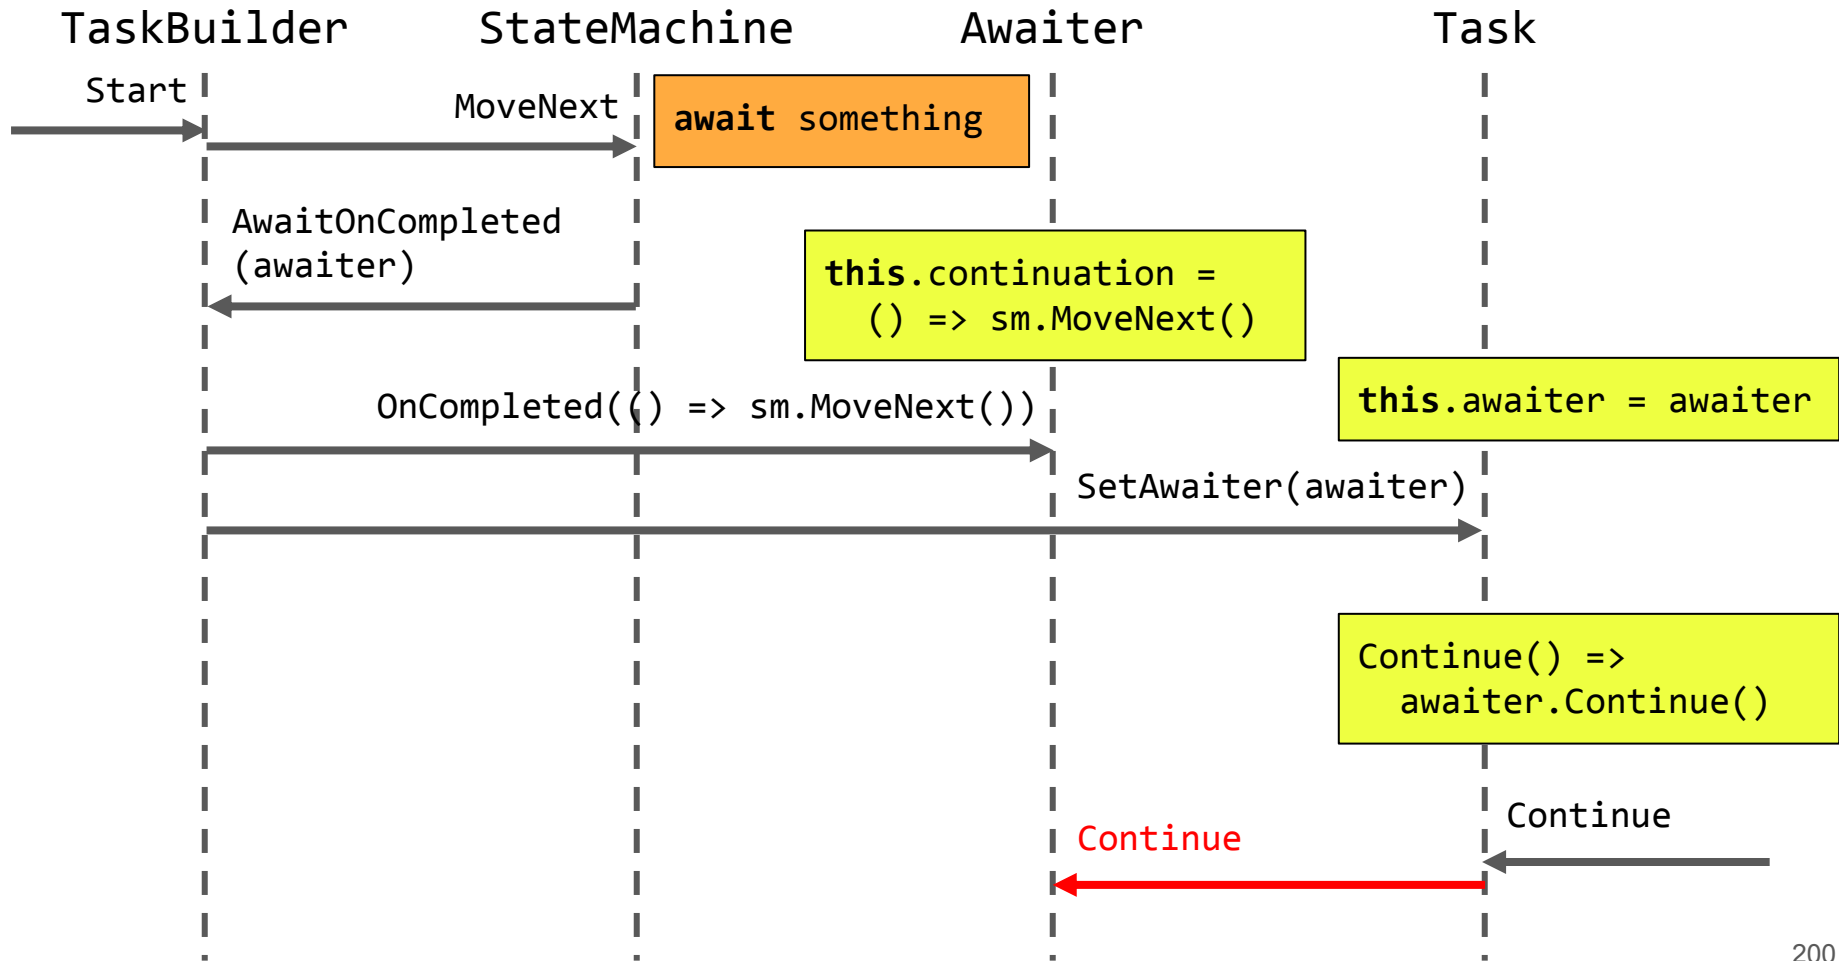 TaskBuilder
StateMachine
Awaiter
Task
Start
MoveNext
await something
AwaitOnCompleted
(awaiter)
this.continuation =
() => sm.MoveNext()
OnCompleted(() => sm.MoveNext())
this.awaiter = awaiter
SetAwaiter(awaiter)
Continue() =>
awaiter.Continue()
Continue
Continue
200